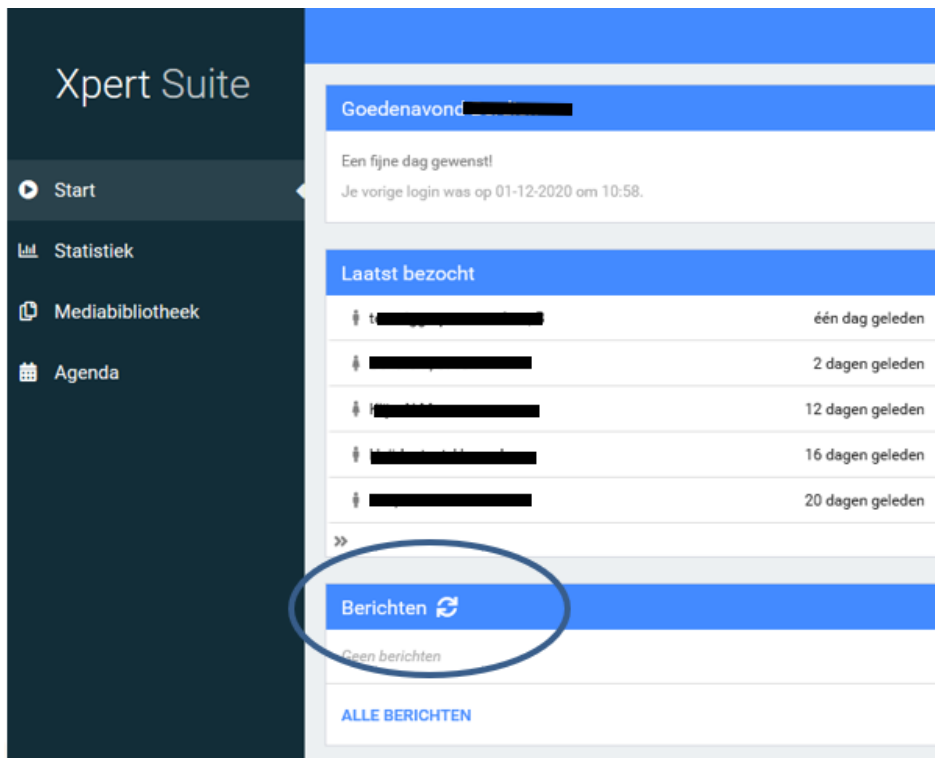 Xpert Suite
Start
Statistiek
Mediabibliotheek
Agenda
Goedenavond
Een fijne dag gewenst!
Je vorige login was op 01-12-2020 om 10:58.
Laatst bezocht
één dag geleden
2 dagen geleden
12 dagen geleden
16 dagen geleden
20 dagen geleden
»
Berichten
Geen berichten
ALLE BERICHTEN